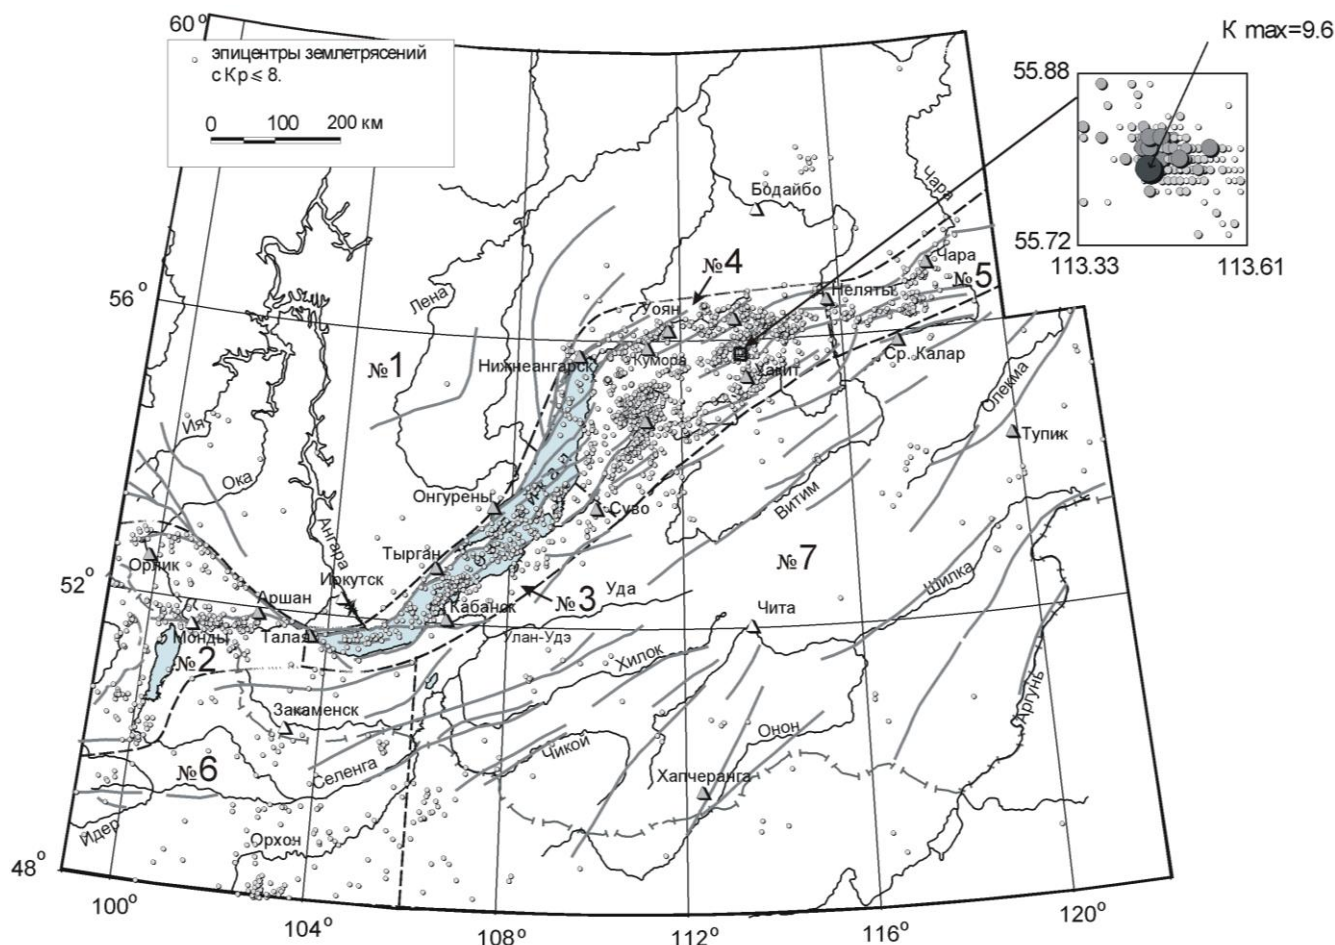 60°
эпицентры землетрясений
с Кр ≤ 8.
0 100 200 км
К max=9.6
55.88
55.72
113.33 113.61
Бодайбо
Чара
Чара
№4
№5
Неляты
56°
Лена
Уоян
№1
Нижнеангарск
Кумора
Уакит
Ср. Калар
Олекма
Тупик
Ия
Ока
Онгурены
Байкал
Суво
Витим
Ангара
Тырган
№7
52°
Орлик
Иркутск
Аршан
Кабанск
№3
Уда
Шилка
Чита
Монды
Талая
Улан-Удэ
№2
Хилок
Закаменск
Аргунь
Онон
Чикой
№6
Селенга
Хапчеранга
Идер
Орхон
48°
100° 104° 108° 112° 116° 120°